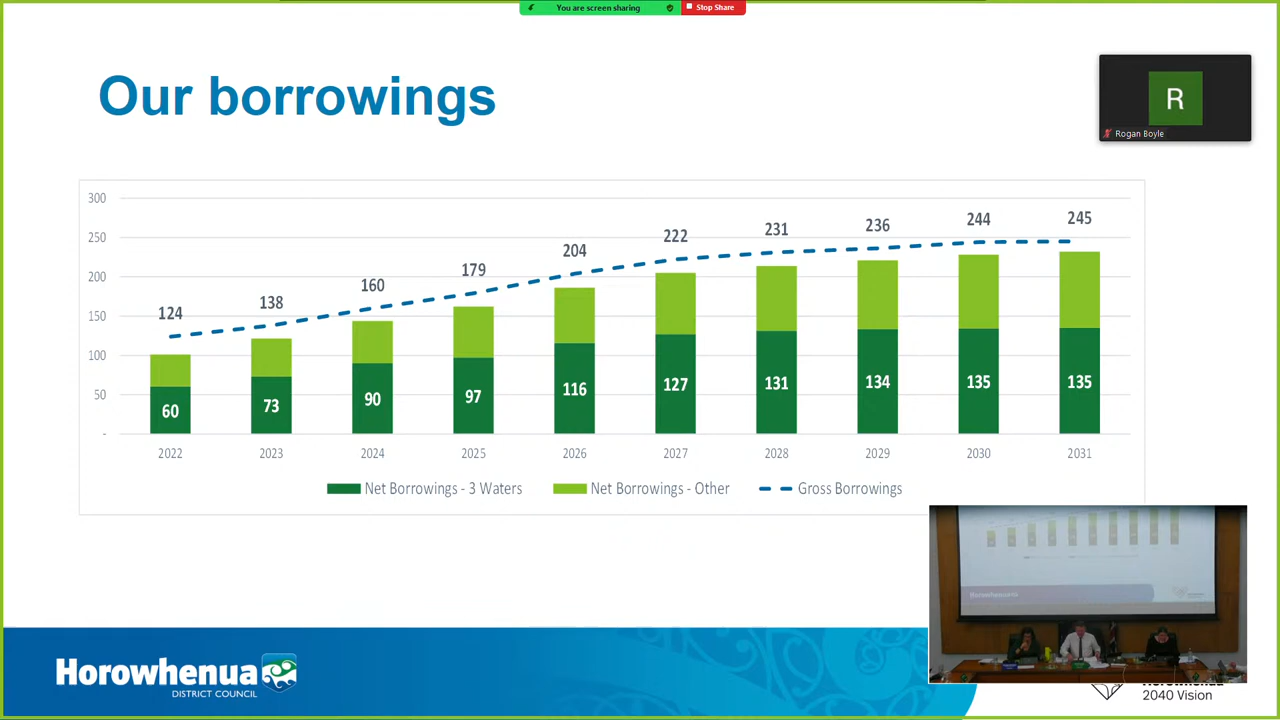 You are screen sharing
Stop Share
Our borrowings
R
Rogan Boyle
300
250
200
150
100
50
-
124
138
160
179
204
222
231
236
244
245
60
73
90
97
116
127
131
134
135
135
2022
2023
2024
2025
2026
2027
2028
2029
2030
2031
Net Borrowings - 3 Waters
Net Borrowings - Other
Gross Borrowings
Horowhenua
DISTRICT COUNCIL
Horowhenua
Horowhenua
2040 Vision